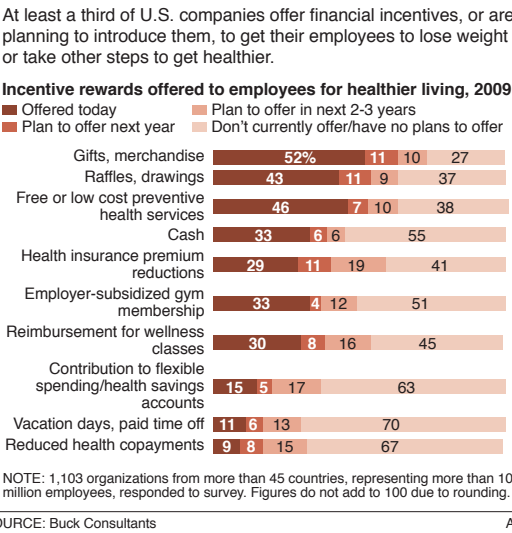 At least a third of U.S. companies offer financial incentives, or are
planning to introduce them, to get their employees to lose weight
or take other steps to get healthier.
Incentive rewards offered to employees for healthier living, 2009
Offered today
Plan to offer in next 2-3 years
Plan to offer next year
Don't currently offer/have no plans to offer
Gifts, merchandise 52% 11 10 27
Raffles, drawings 43 11 9 37
Free or low cost preventive
health services 46 7 10 38
Cash 33 6 6 55
Health insurance premium
reductions 29 11 19 41
Employer-subsidized gym
membership 33 4 12 51
Reimbursement for wellness
classes 30 8 16 45
Contribution to flexible
spending/health savings 15 5 17 63
accounts
Vacation days, paid time off 11 6 13 70
Reduced health copayments 9 8 15 67
NOTE: 1,103 organizations from more than 45 countries, representing more than 10
million employees, responded to survey. Figures do not add to 100 due to rounding.
OURCE: Buck Consultants A